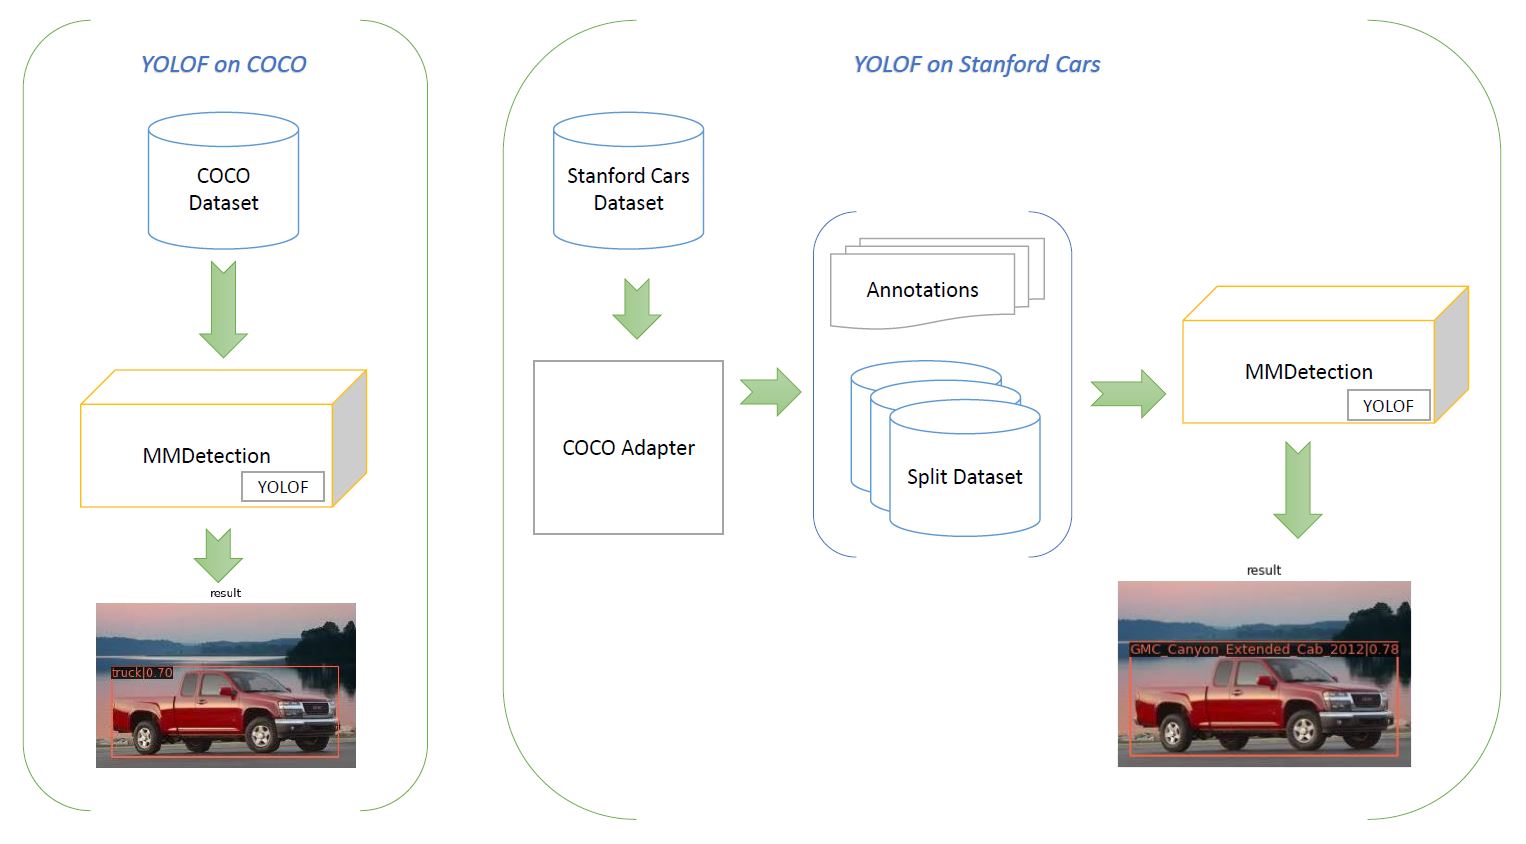 YOLOF on COCO
COCO
Dataset
MMDetection
YOLOF
result
truck|0.70
YOLOF on Stanford Cars
Stanford Cars
Dataset
COCO Adapter
Annotations
Split Dataset
MMDetection
YOLOF
result
GMC_Canyon_Extended_Cab_2012|0.78